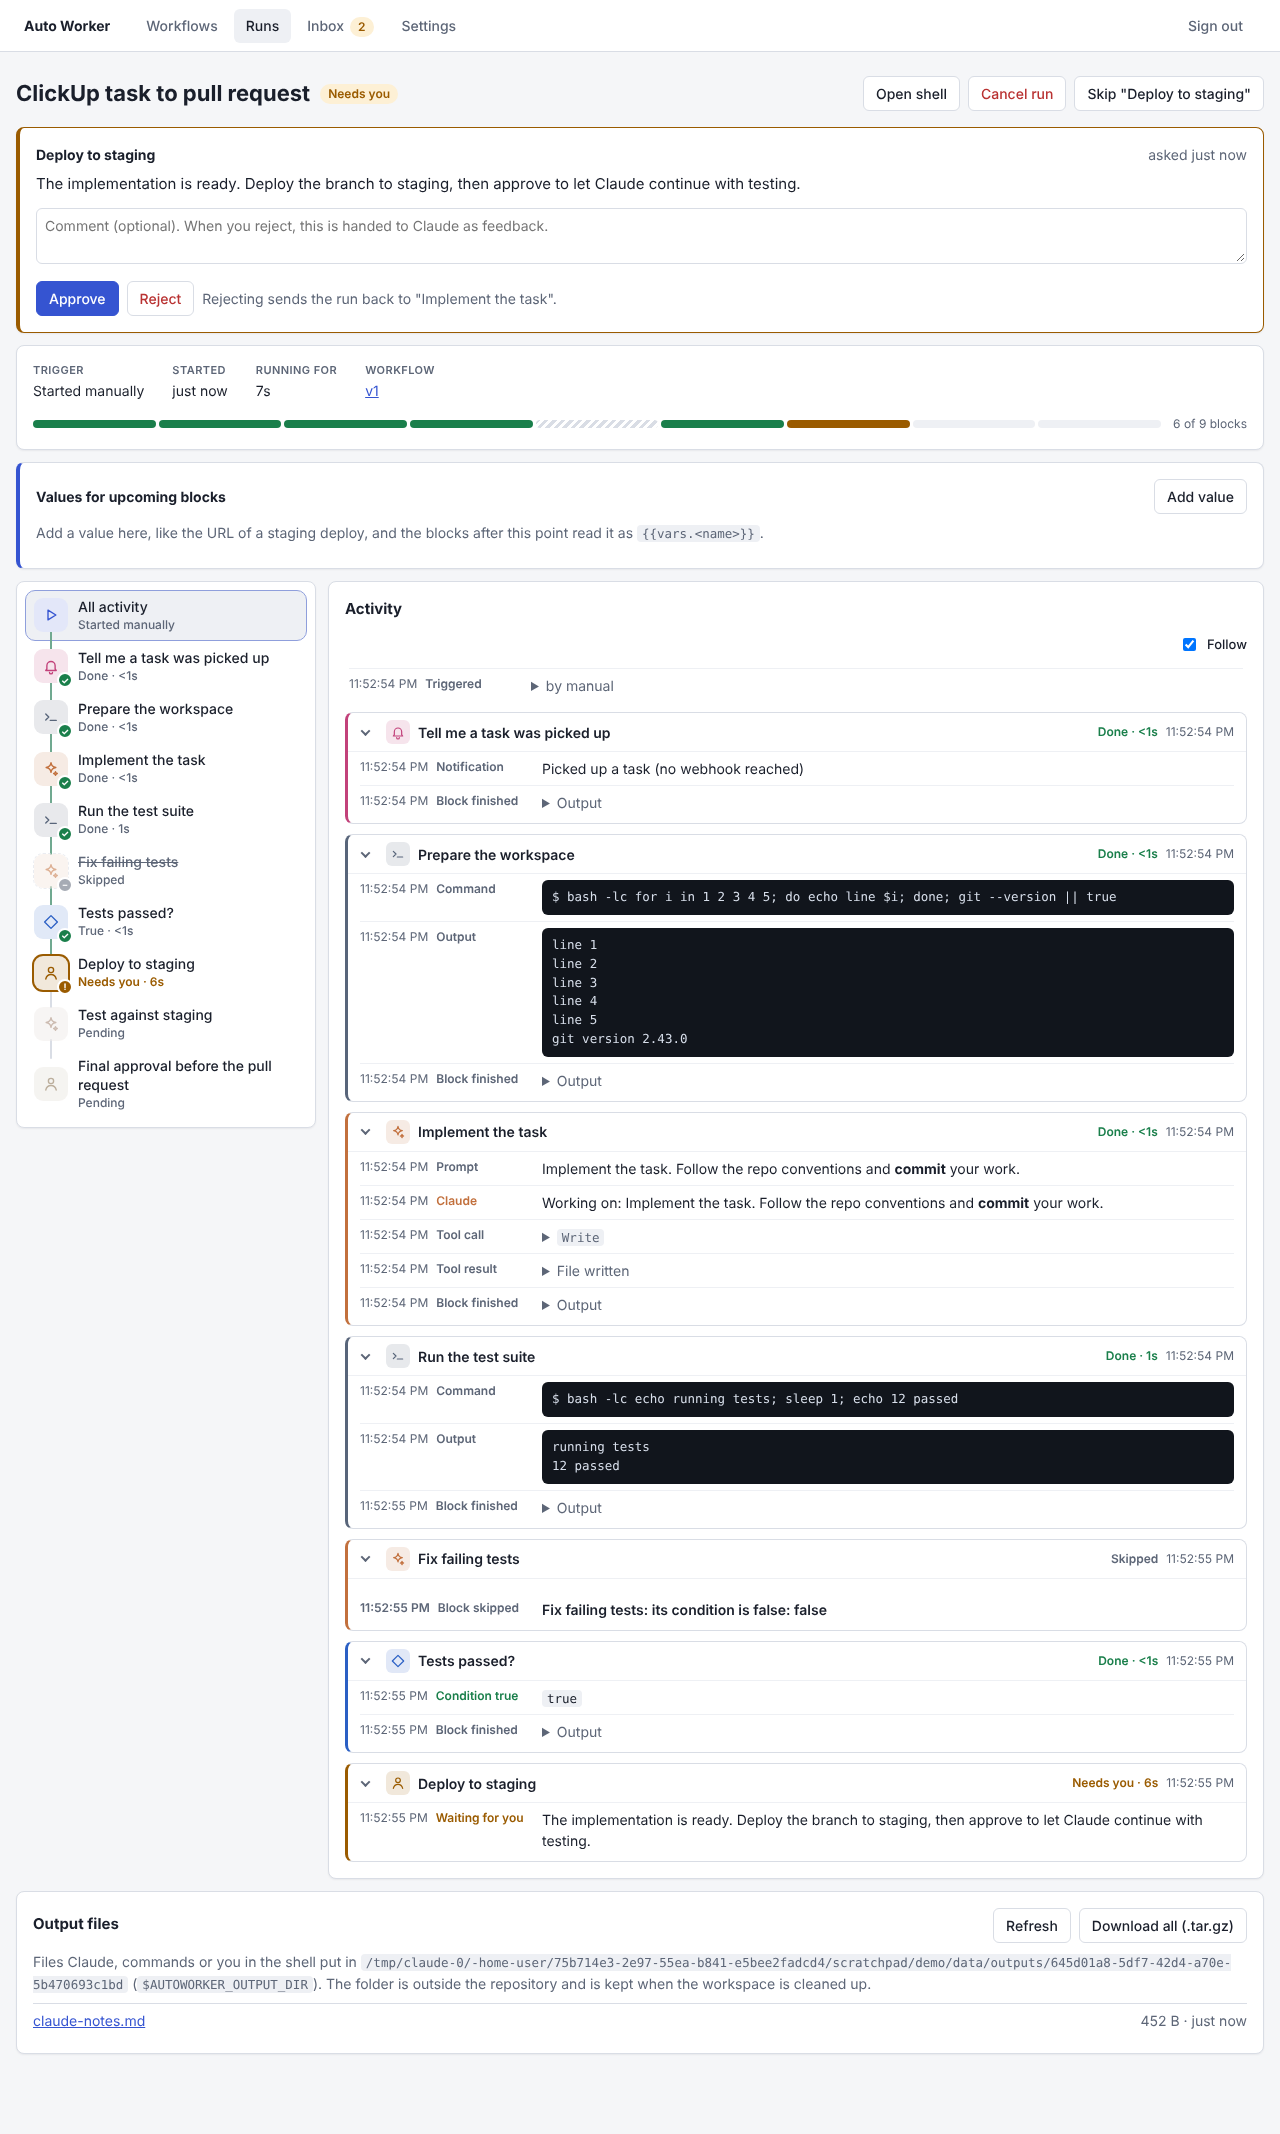 Auto Worker
Workflows
Runs
Inbox 2
Settings
Sign out
ClickUp task to pull request
Needs you
Open shell
Cancel run
Skip "Deploy to staging"
Deploy to staging
asked just now
The implementation is ready. Deploy the branch to staging, then approve to let Claude continue with testing.
Comment (optional). When you reject, this is handed to Claude as feedback.
Approve
Reject
Rejecting sends the run back to "Implement the task".
TRIGGER
Started manually
STARTED
just now
RUNNING FOR
7s
WORKFLOW
v1
6 of 9 blocks
Values for upcoming blocks
Add value
Add a value here, like the URL of a staging deploy, and the blocks after this point read it as {{vars.<name>}}.
All activity
Started manually
Tell me a task was picked up
Done · <1s
Prepare the workspace
Done · <1s
Implement the task
Done · <1s
Run the test suite
Done · 1s
Fix failing tests
Skipped
Tests passed?
True · <1s
Deploy to staging
Needs you · 6s
Test against staging
Pending
Final approval before the pull
request
Pending
Activity
Follow
11:52:54 PM Triggered by manual
Tell me a task was picked up Done · <1s 11:52:54 PM
11:52:54 PM Notification Picked up a task (no webhook reached)
11:52:54 PM Block finished Output
Prepare the workspace Done · <1s 11:52:54 PM
11:52:54 PM Command $ bash -lc for i in 1 2 3 4 5; do echo line $i; done; git --version || true
11:52:54 PM Output line 1
line 2
line 3
line 4
line 5
git version 2.43.0
11:52:54 PM Block finished Output
Implement the task Done · <1s 11:52:54 PM
11:52:54 PM Prompt Implement the task. Follow the repo conventions and commit your work.
11:52:54 PM Claude Working on: Implement the task. Follow the repo conventions and commit your work.
11:52:54 PM Tool call Write
11:52:54 PM Tool result File written
11:52:54 PM Block finished Output
Run the test suite Done · 1s 11:52:54 PM
11:52:54 PM Command $ bash -lc echo running tests; sleep 1; echo 12 passed
11:52:54 PM Output running tests
12 passed
11:52:55 PM Block finished Output
Fix failing tests Skipped 11:52:55 PM
11:52:55 PM Block skipped Fix failing tests: its condition is false: false
Tests passed? Done · <1s 11:52:55 PM
11:52:55 PM Condition true true
11:52:55 PM Block finished Output
Deploy to staging Needs you · 6s 11:52:55 PM
11:52:55 PM Waiting for you The implementation is ready. Deploy the branch to staging, then approve to let Claude continue with
testing.
Output files
Refresh
Download all (.tar.gz)
Files Claude, commands or you in the shell put in /tmp/claude-0/-home-user/75b714e3-2e97-55ea-b841-e5bee2fadcd4/scratchpad/demo/data/outputs/645d01a8-5df7-42d4-a70e-
5b470693c1bd ( $AUTOWORKER_OUTPUT_DIR ). The folder is outside the repository and is kept when the workspace is cleaned up.
claude-notes.md
452 B · just now